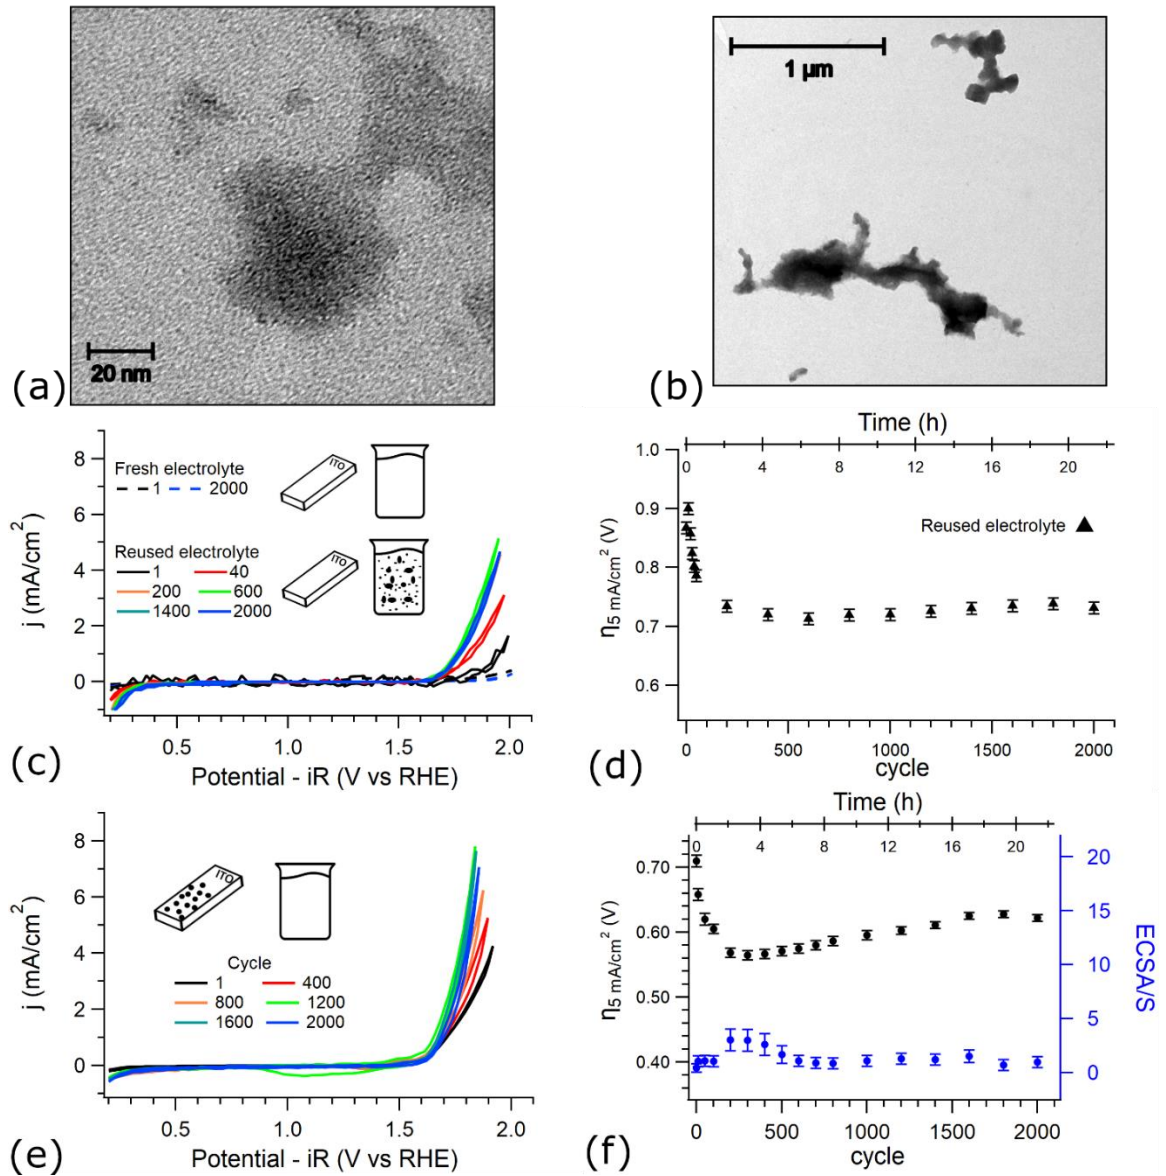 20 nm
(a)
1 µm
(b)
8
6
4
2
0
j (mA/cm²)
Fresh electrolyte
1 2000
Reused electrolyte
1 40
200 600
1400 2000
ITO
ITO
0.5 1.0 1.5 2.0
Potential - iR (V vs RHE)
(c)
Time (h)
0 4 8 12 16 20
1.0
0.9
0.8
0.7
0.6
η5 mA/cm² (V)
Reused electrolyte
0 500 1000 1500 2000
cycle
(d)
8
6
4
2
0
j (mA/cm²)
ITO
Cycle
1 400
800 1200
1600 2000
0.5 1.0 1.5 2.0
Potential - iR (V vs RHE)
(e)
Time (h)
0 4 8 12 16 20
0.70
0.60
0.50
0.40
η5 mA/cm² (V)
20
15
10
5
0
ECSA/S
0 500 1000 1500 2000
cycle
(f)